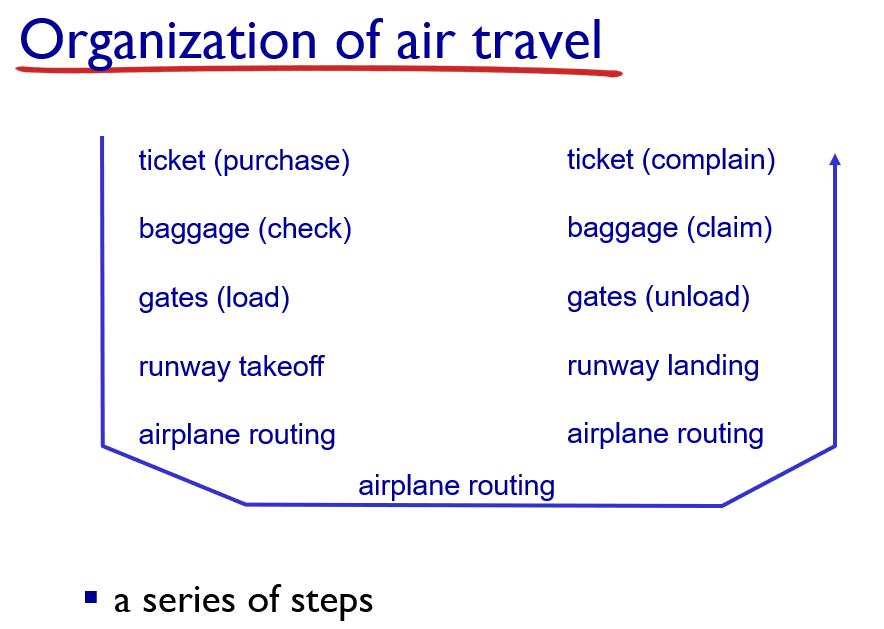 Organization of air travel
ticket (purchase)
baggage (check)
gates (load)
runway takeoff
airplane routing
ticket (complain)
baggage (claim)
gates (unload)
runway landing
airplane routing
airplane routing
a series of steps